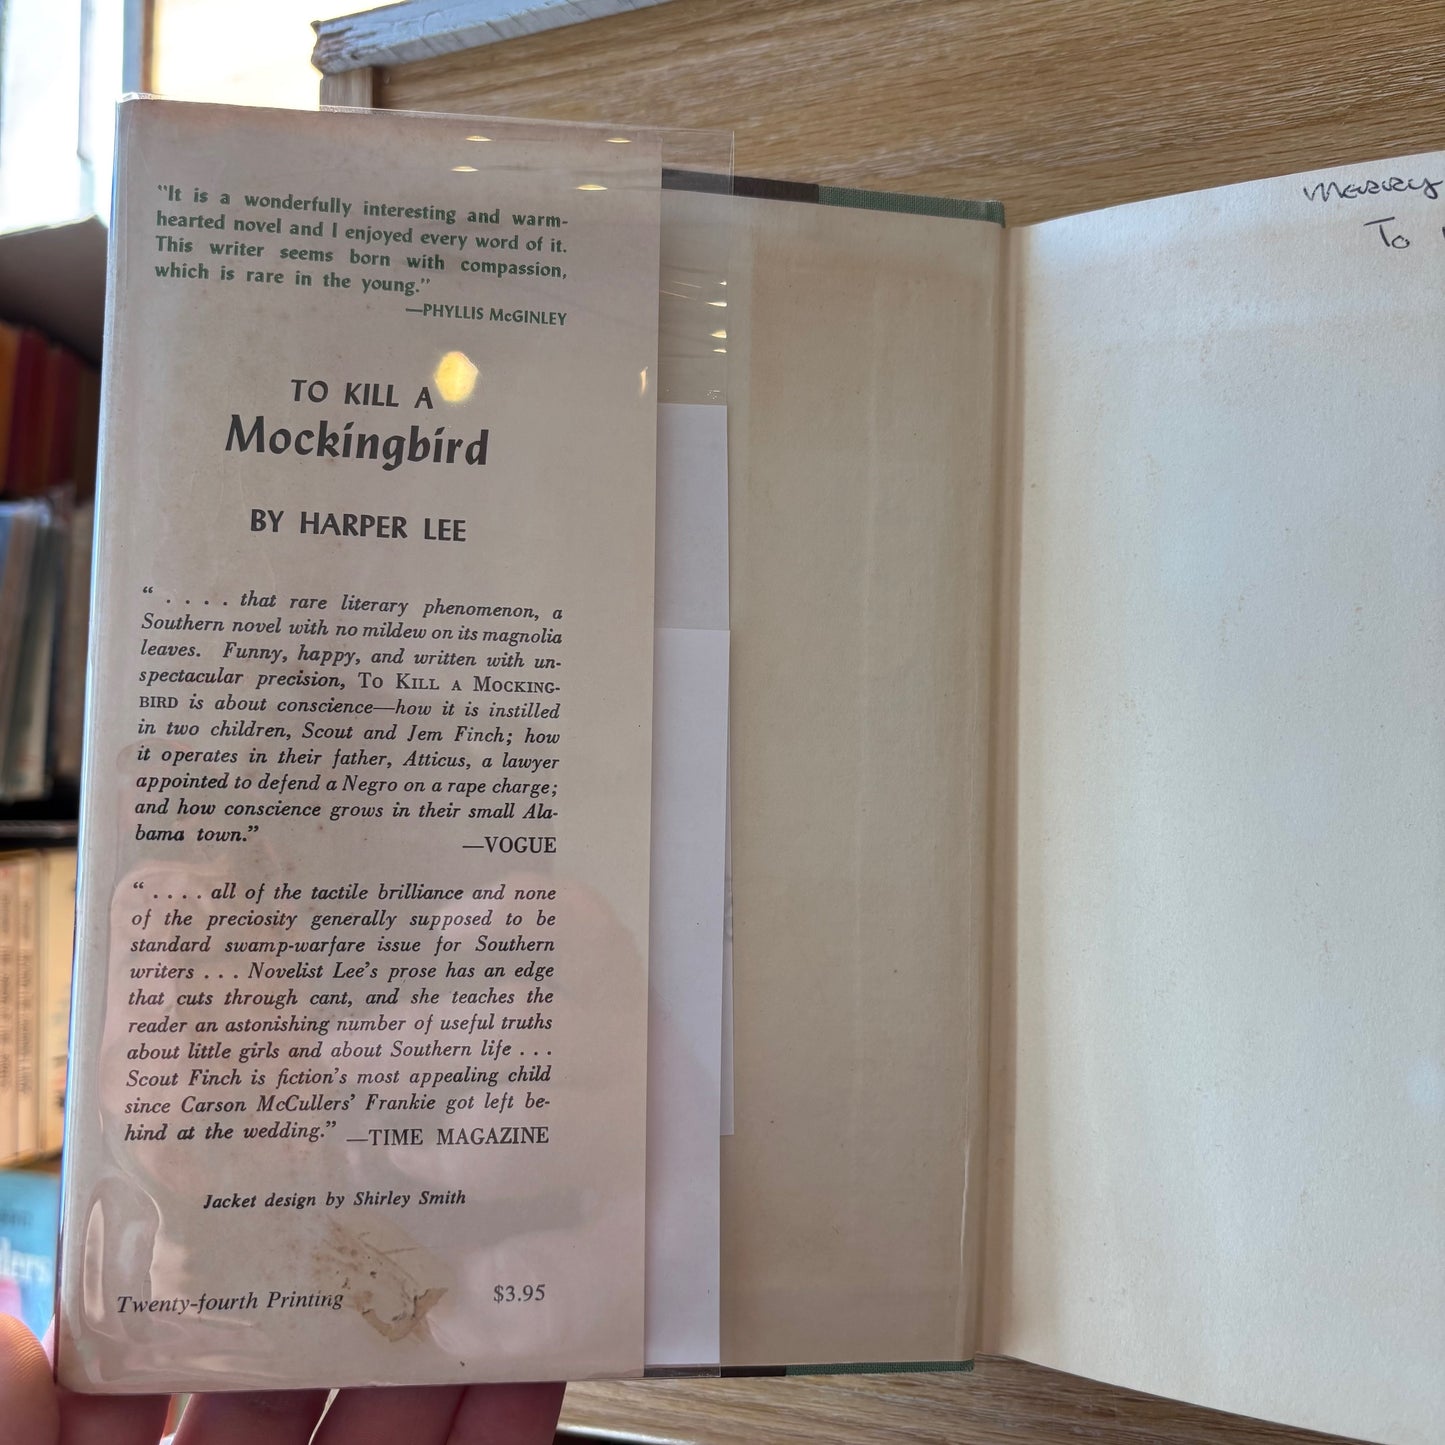 "It is a wonderfully interesting and warm-
hearted novel and I enjoyed every word of it.
This writer seems born with compassion,
which is rare in the young."
—PHYLLIS McGINLEY
TO KILL A
Mockingbird
BY HARPER LEE
" . . . . that rare literary phenomenon, a
Southern novel with no mildew on its magnolia
leaves. Funny, happy, and written with un-
spectacular precision, TO KILL A MOCKING-
BIRD is about conscience—how it is instilled
in two children, Scout and Jem Finch; how
it operates in their father, Atticus, a lawyer
appointed to defend a Negro on a rape charge;
and how conscience grows in their small Ala-
bama town."
—VOGUE
" . . . . all of the tactile brilliance and none
of the preciosity generally supposed to be
standard swamp-warfare issue for Southern
writers . . . Novelist Lee's prose has an edge
that cuts through cant, and she teaches the
reader an astonishing number of useful truths
about little girls and about Southern life . . .
Scout Finch is fiction's most appealing child
since Carson McCullers' Frankie got left be-
hind at the wedding." —TIME MAGAZINE
Jacket design by Shirley Smith
Twenty-fourth Printing
$3.95
Merry
To